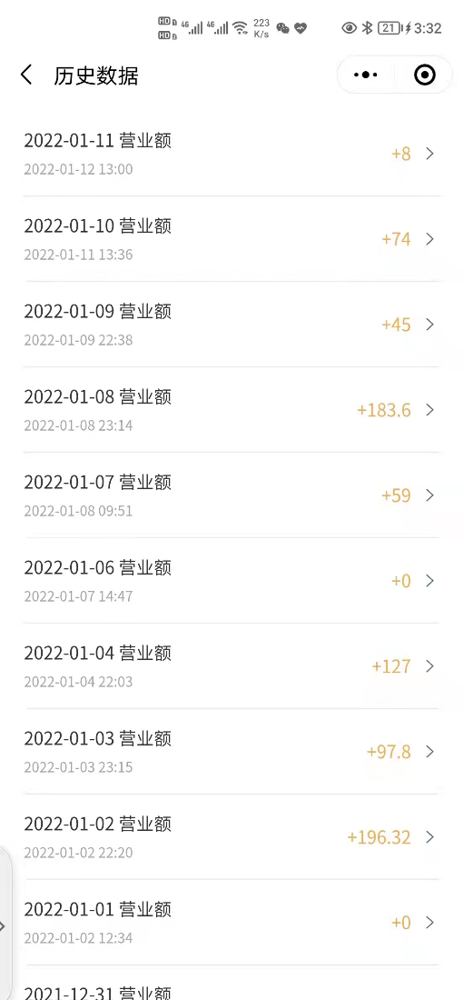 HD 1 4G 4G 223 21 3:32
HD 2 K/s
历史数据
2022-01-11 营业额
+8
2022-01-12 13:00
2022-01-10 营业额
+74
2022-01-11 13:36
2022-01-09 营业额
+45
2022-01-09 22:38
2022-01-08 营业额
+183.6
2022-01-08 23:14
2022-01-07 营业额
+59
2022-01-08 09:51
2022-01-06 营业额
+0
2022-01-07 14:47
2022-01-04 营业额
+127
2022-01-04 22:03
2022-01-03 营业额
+97.8
2022-01-03 23:15
2022-01-02 营业额
+196.32
2022-01-02 22:20
2022-01-01 营业额
+0
2022-01-02 12:34
2021-12-31 营业额